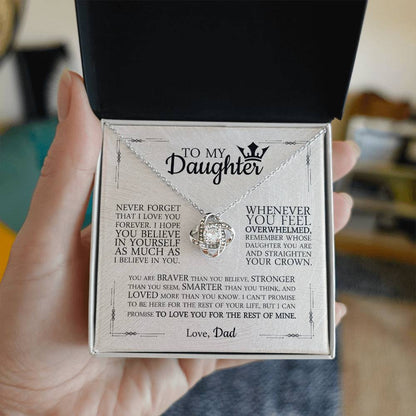 TO MY
Daughter
NEVER FORGET
THAT I LOVE YOU
FOREVER. I HOPE
YOU BELIEVE
IN YOURSELF
AS MUCH AS
I BELIEVE IN YOU.
WHENEVER
YOU FEEL
OVERWHELMED,
REMEMBER WHOSE
DAUGHTER YOU ARE
AND STRAIGHTEN
YOUR CROWN.
YOU ARE BRAVER THAN YOU BELIEVE, STRONGER
THAN YOU SEEM, SMARTER THAN YOU THINK, AND
LOVED MORE THAN YOU KNOW. I CAN'T PROMISE
TO BE HERE FOR THE REST OF YOUR LIFE, BUT I CAN
PROMISE TO LOVE YOU FOR THE REST OF MINE.
Love, Dad